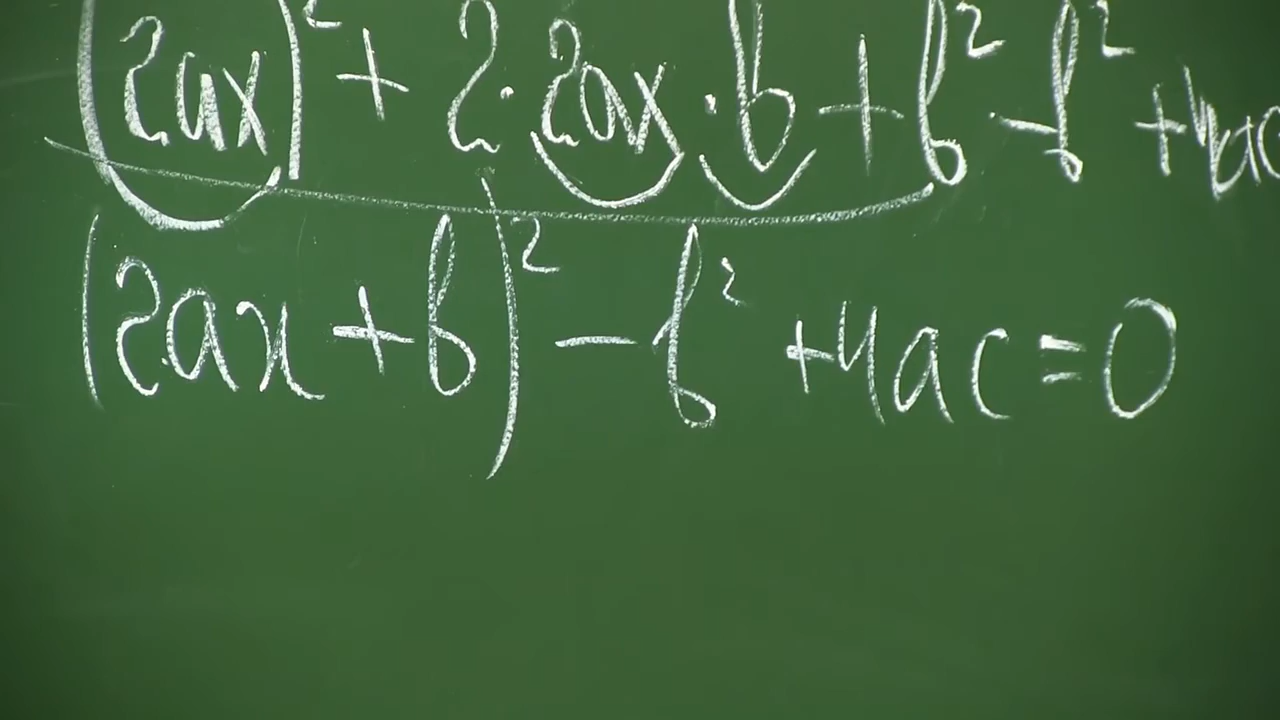 (2ax)² + 2·2ax·b + b² - b² + 4ac
(2ax + b)² - b² + 4ac = 0